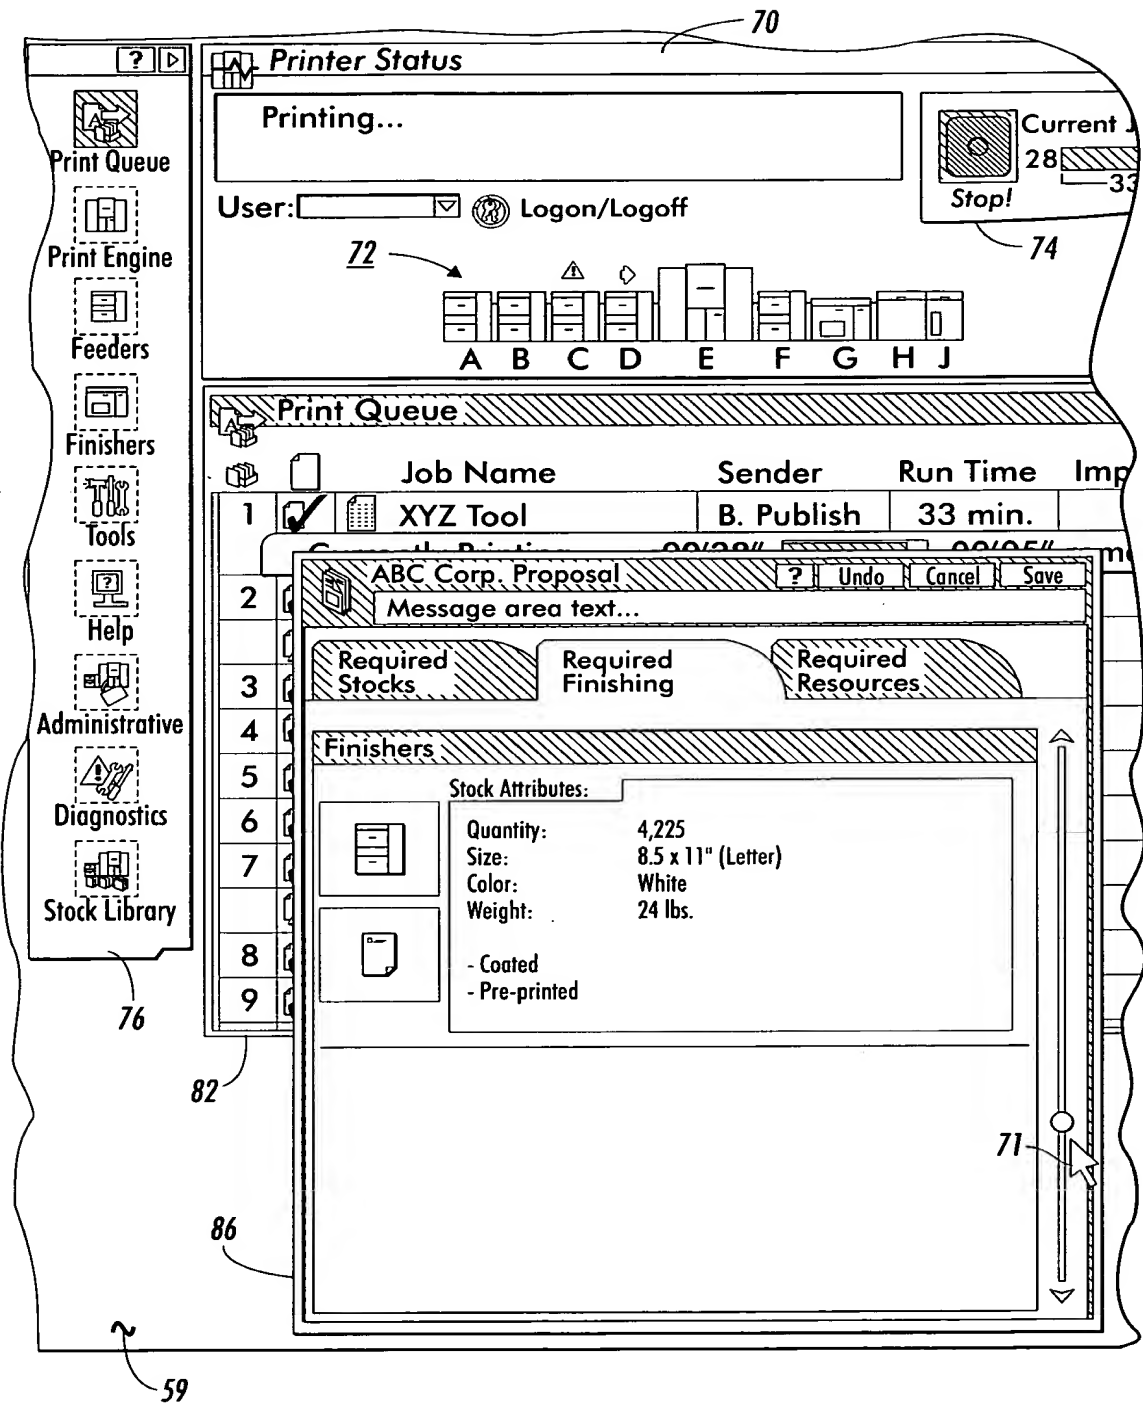 70
?
Printer Status
Printing...
Current
28
33
Stop!
User:
Logon/Logoff
72
74
A B C D E F G H J
Print Queue
Print Engine
Feeders
Finishers
Tools
?
Help
Administrative
Diagnostics
Stock Library
76
Print Queue
Job Name Sender Run Time Imp
1 XYZ Tool B. Publish 33 min.
Currently Printing
2
3
4
5
6
7
8
9
82
ABC Corp. Proposal ? Undo Cancel Save
Message area text...
Required Stocks
Required Finishing
Required Resources
Finishers
Stock Attributes:
Quantity: 4,225
Size: 8.5 x 11" (Letter)
Color: White
Weight: 24 lbs.
- Coated
- Pre-printed
71
86
59